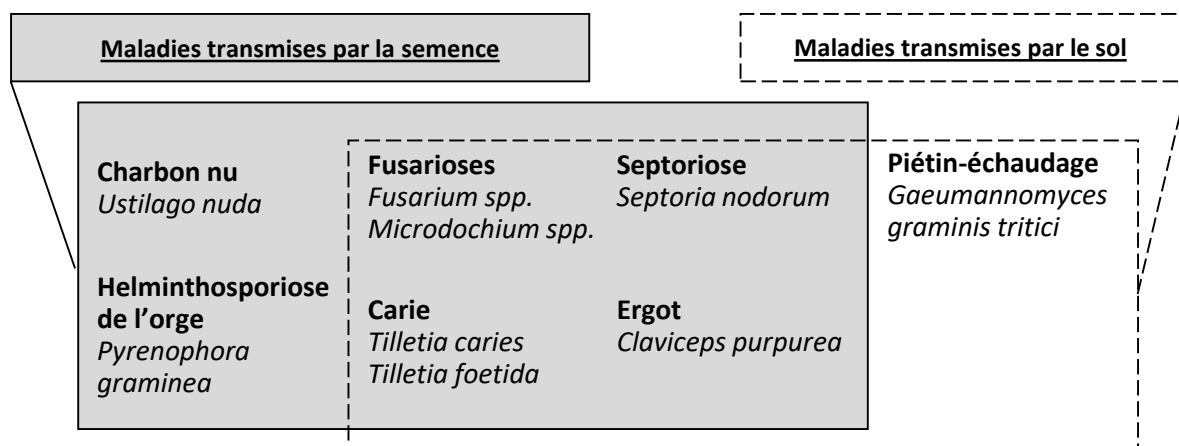 Maladies transmises par la semence
Maladies transmises par le sol
Charbon nu
Ustilago nuda
Helminthosporiose
de l'orge
Pyrenophora
graminea
Fusarioses
Fusarium spp.
Microdochium spp.
Carie
Tilletia caries
Tilletia foetida
Septoriose
Septoria nodorum
Ergot
Claviceps purpurea
Piétin-échaudage
Gaeumannomyces
graminis tritici